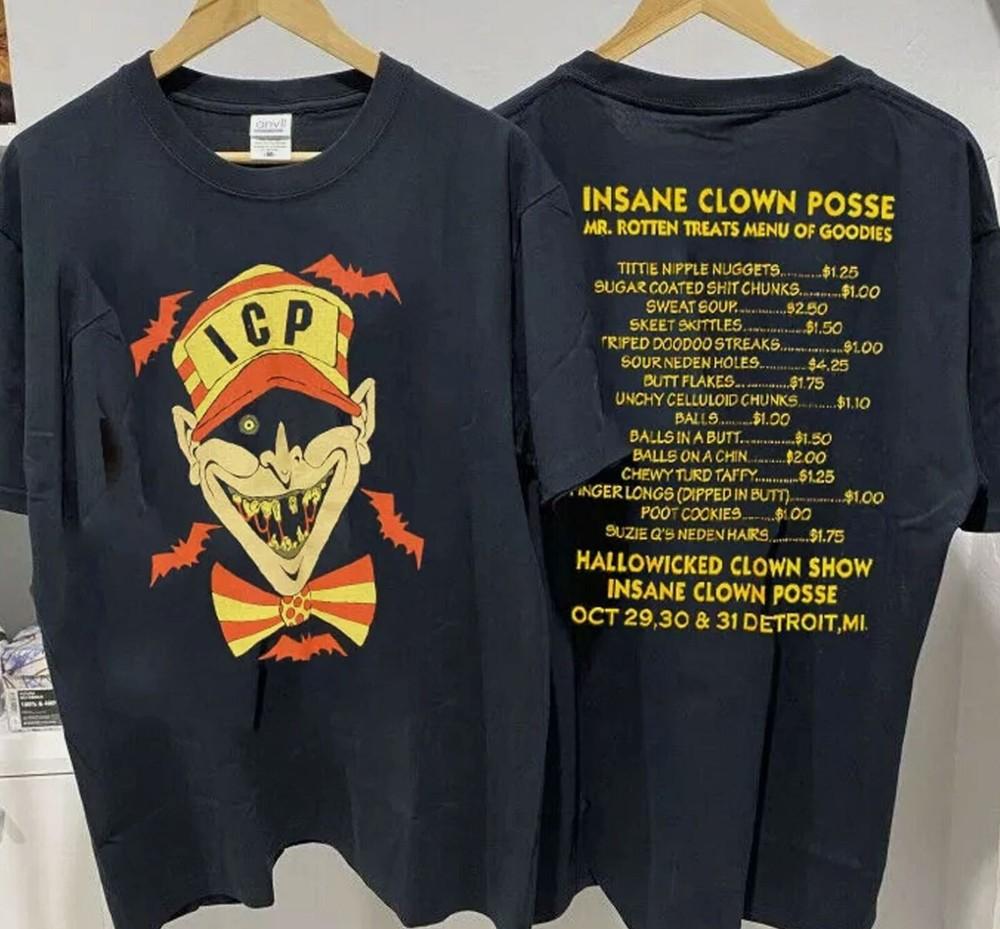 anvil
ICP
INSANE CLOWN POSSE
MR. ROTTEN TREATS MENU OF GOODIES
TITTIE NIPPLE NUGGETS..........$1.25
SUGAR COATED SHIT CHUNKS.........$1.00
SWEAT SOUP..............$2.50
SKEET SKITTLES...........$1.50
RIPED DOODOO STREAKS...............$1.00
SOUR NEDEN HOLES..........$4.25
BUTT FLAKES..............$1.75
UNCHY CELLULOID CHUNKS..........$1.10
BALLS........$1.00
BALLS IN A BUTT..............$1.50
BALLS ON A CHIN..........$2.00
CHEWY TURD TAFFY...........$1.25
INGER LONGS (DIPPED IN BUTT)..............$1.00
POOT COOKIES.........$1.00
SUZIE Q'S NEDEN HAIRS..........$1.75
HALLOWICKED CLOWN SHOW
INSANE CLOWN POSSE
OCT 29,30 & 31 DETROIT,MI.